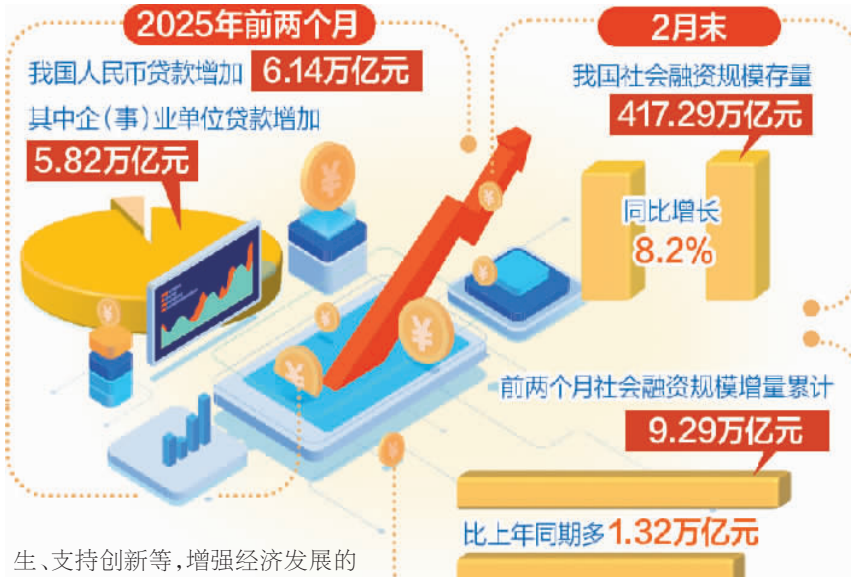 2025年前两个月
我国人民币贷款增加 6.14万亿元
其中企(事)业单位贷款增加
5.82万亿元
2月末
我国社会融资规模存量
417.29万亿元
同比增长
8.2%
前两个月社会融资规模增量累计
9.29万亿元
比上年同期多1.32万亿元
生、支持创新等,增强经济发展的